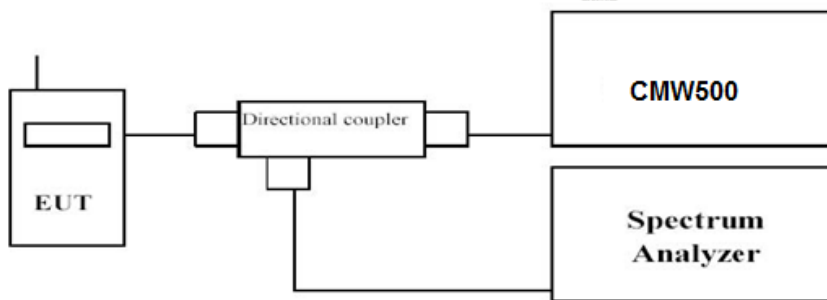 CMW500
Directional coupler
EUT
Spectrum
Analyzer